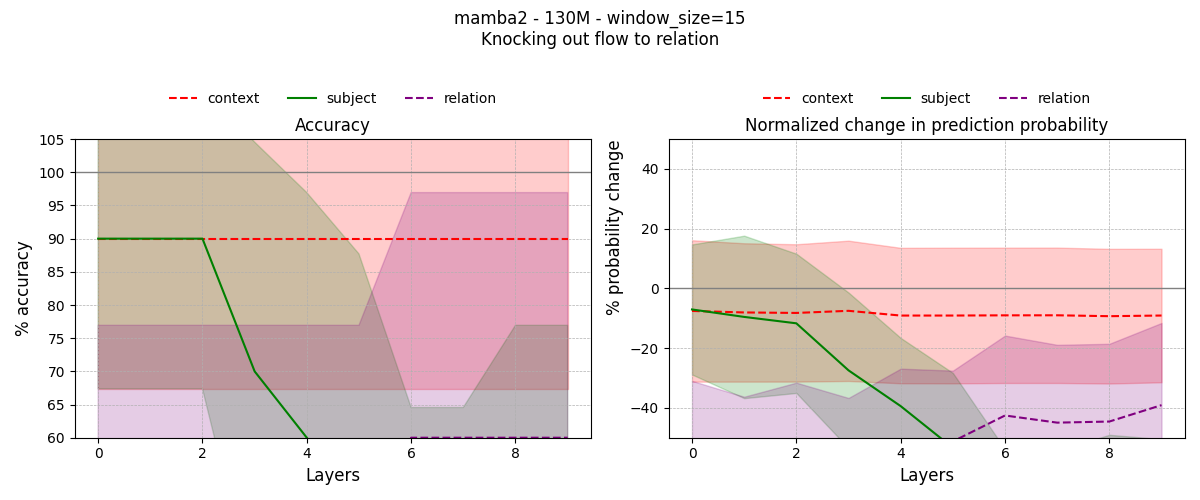 mamba2 - 130M - window_size=15
Knocking out flow to relation
context subject relation
context subject relation
Accuracy
Normalized change in prediction probability
% accuracy
105
100
95
90
85
80
75
70
65
60
0 2 4 6 8
Layers
% probability change
40
20
0
−20
−40
0 2 4 6 8
Layers